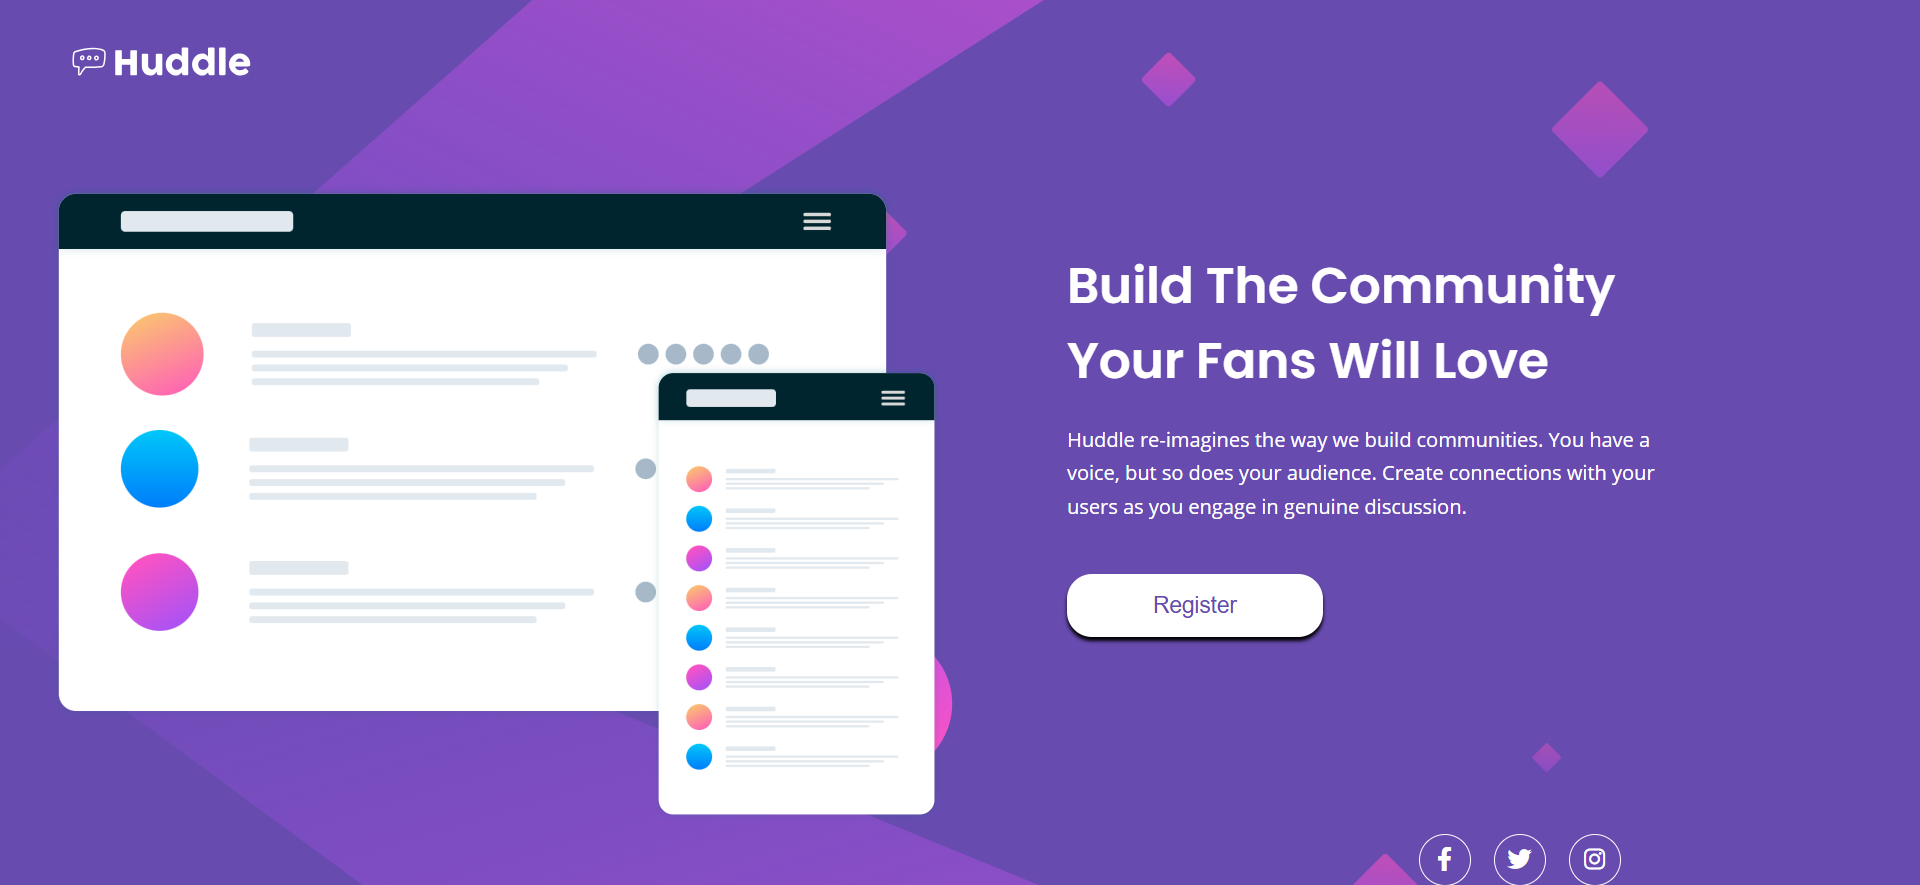 Huddle
Build The Community
Your Fans Will Love
Huddle re-imagines the way we build communities. You have a
voice, but so does your audience. Create connections with your
users as you engage in genuine discussion.
Register